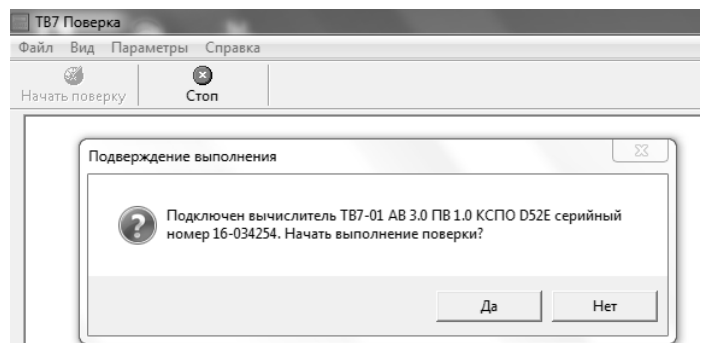 ТВ7 Поверка
Файл Вид Параметры Справка
Начать поверку Стоп
Подверждение выполнения
Подключен вычислитель ТВ7-01 АВ 3.0 ПВ 1.0 КСПО D52E серийный
номер 16-034254. Начать выполнение поверки?
Да Нет